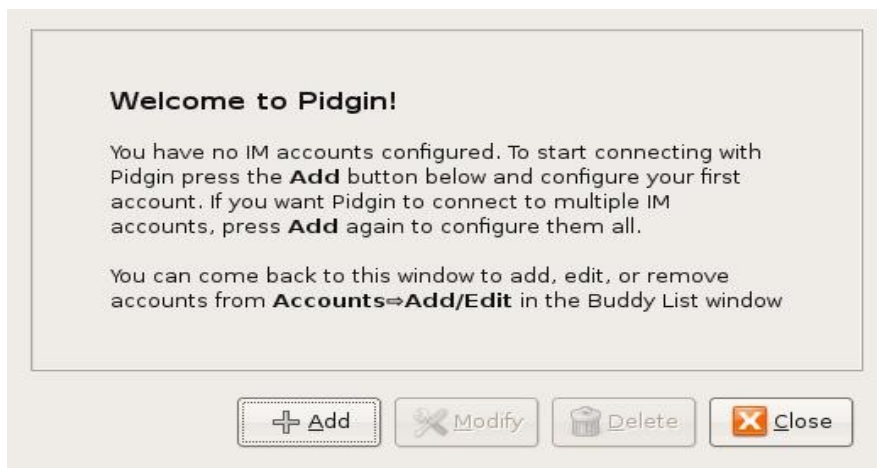 Welcome to Pidgin!
You have no IM accounts configured. To start connecting with
Pidgin press the Add button below and configure your first
account. If you want Pidgin to connect to multiple IM
accounts, press Add again to configure them all.
You can come back to this window to add, edit, or remove
accounts from Accounts⇨Add/Edit in the Buddy List window
Add Modify Delete Close